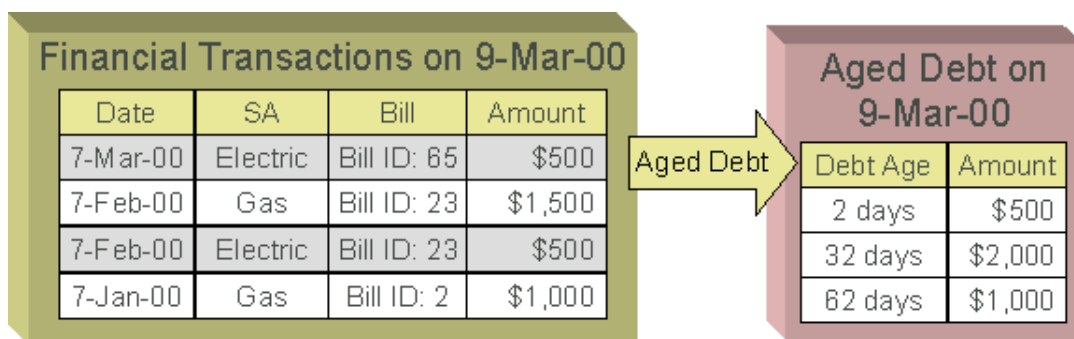 Financial Transactions on 9-Mar-00
Date SA Bill Amount
7-Mar-00 Electric Bill ID: 65 $500
7-Feb-00 Gas Bill ID: 23 $1,500
7-Feb-00 Electric Bill ID: 23 $500
7-Jan-00 Gas Bill ID: 2 $1,000
Aged Debt
Aged Debt on
9-Mar-00
Debt Age Amount
2 days $500
32 days $2,000
62 days $1,000